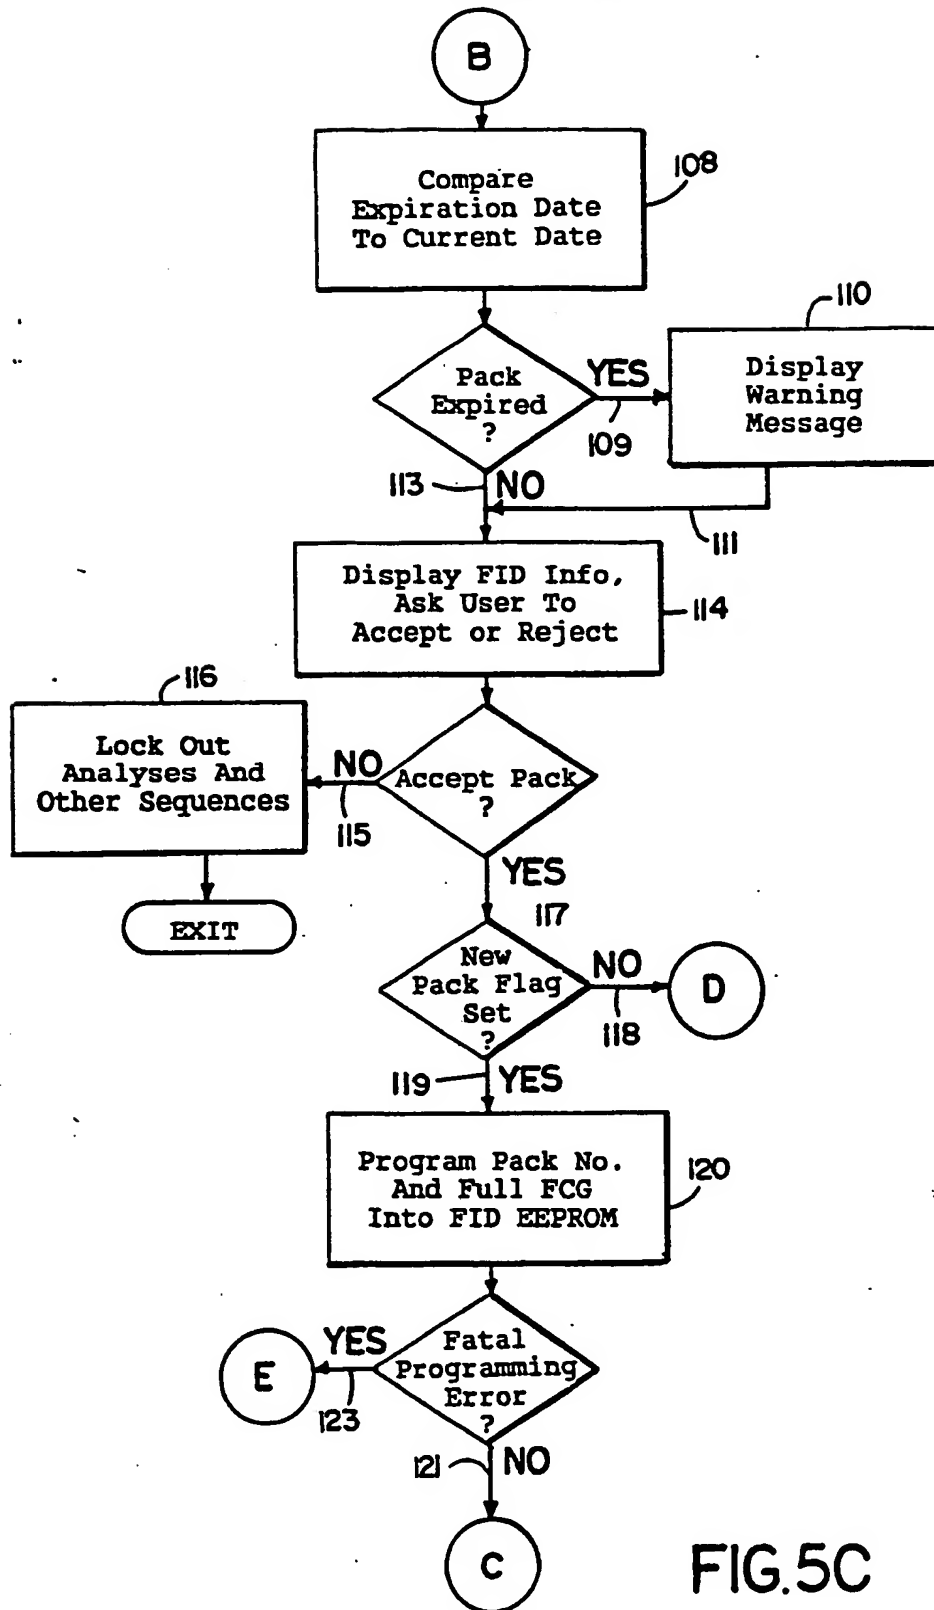 B
Compare
Expiration Date
To Current Date
108
110
Pack
Expired
?
YES
109
Display
Warning
Message
113
NO
111
Display FID Info,
Ask User To
Accept or Reject
114
116
Lock Out
Analyses And
Other Sequences
NO
115
Accept Pack
?
EXIT
YES
117
New
Pack Flag
Set
?
NO
118
D
119
YES
Program Pack No.
And Full FCG
Into FID EEPROM
120
E
YES
123
Fatal
Programming
Error
?
121
NO
C
FIG.5C